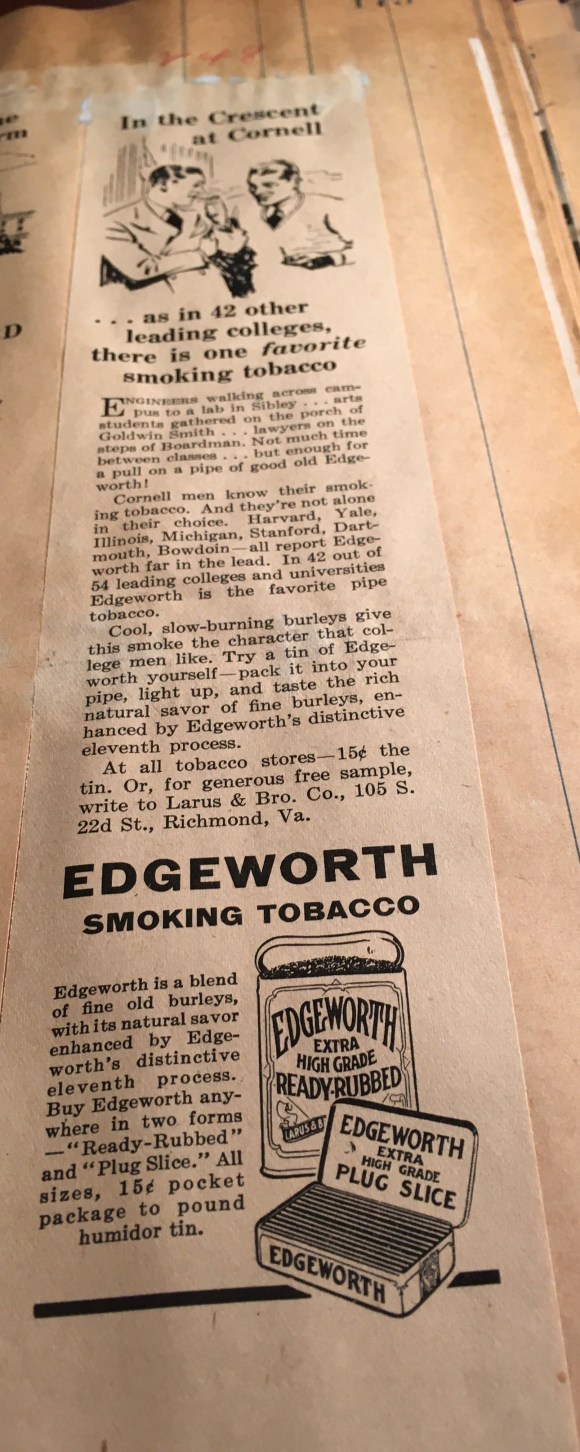 In the Crescent
at Cornell
. . . as in 42 other
leading colleges,
there is one favorite
smoking tobacco
ENGINEERS walking across cam-
pus to a lab in Sibley . . . arts
students gathered on the porch of
Goldwin Smith . . . lawyers on the
steps of Boardman. Not much time
between classes . . . but enough for
a pull on a pipe of good old Edge-
worth!
Cornell men know their smok-
ing tobacco. And they're not alone
in their choice. Harvard, Yale,
Illinois, Michigan, Stanford, Dart-
mouth, Bowdoin—all report Edge-
worth far in the lead. In 42 out of
54 leading colleges and universities
Edgeworth is the favorite pipe
tobacco.
Cool, slow-burning burleys give
this smoke the character that col-
lege men like. Try a tin of Edge-
worth yourself—pack it into your
pipe, light up, and taste the rich
natural savor of fine burleys, en-
hanced by Edgeworth's distinctive
eleventh process.
At all tobacco stores—15¢ the
tin. Or, for generous free sample,
write to Larus & Bro. Co., 105 S.
22d St., Richmond, Va.
EDGEWORTH
SMOKING TOBACCO
Edgeworth is a blend
of fine old burleys,
with its natural savor
enhanced by Edge-
worth's distinctive
eleventh process.
Buy Edgeworth any-
where in two forms
—"Ready-Rubbed"
and "Plug Slice." All
sizes, 15¢ pocket
package to pound
humidor tin.
EDGEWORTH
EXTRA
HIGH GRADE
READY-RUBBED
LARUS & B
EDGEWORTH
EXTRA
HIGH GRADE
PLUG SLICE
EDGEWORTH
D